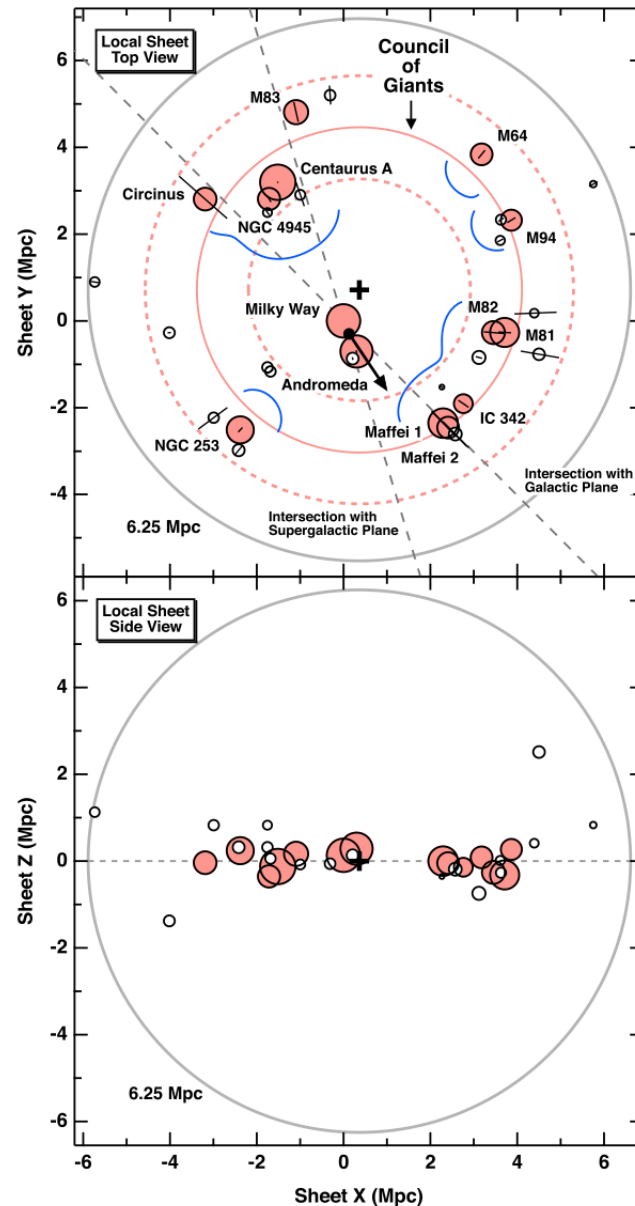 Local Sheet
Top View
Council
of
Giants
M83
M64
Centaurus A
Circinus
NGC 4945
M94
Milky Way
M82
M81
Andromeda
IC 342
Maffei 1
Maffei 2
NGC 253
Intersection with
Galactic Plane
Intersection with
Supergalactic Plane
6.25 Mpc
6
4
2
0
-2
-4
Sheet Y (Mpc)
Local Sheet
Side View
6.25 Mpc
6
4
2
0
-2
-4
-6
Sheet Z (Mpc)
-6 -4 -2 0 2 4 6
Sheet X (Mpc)